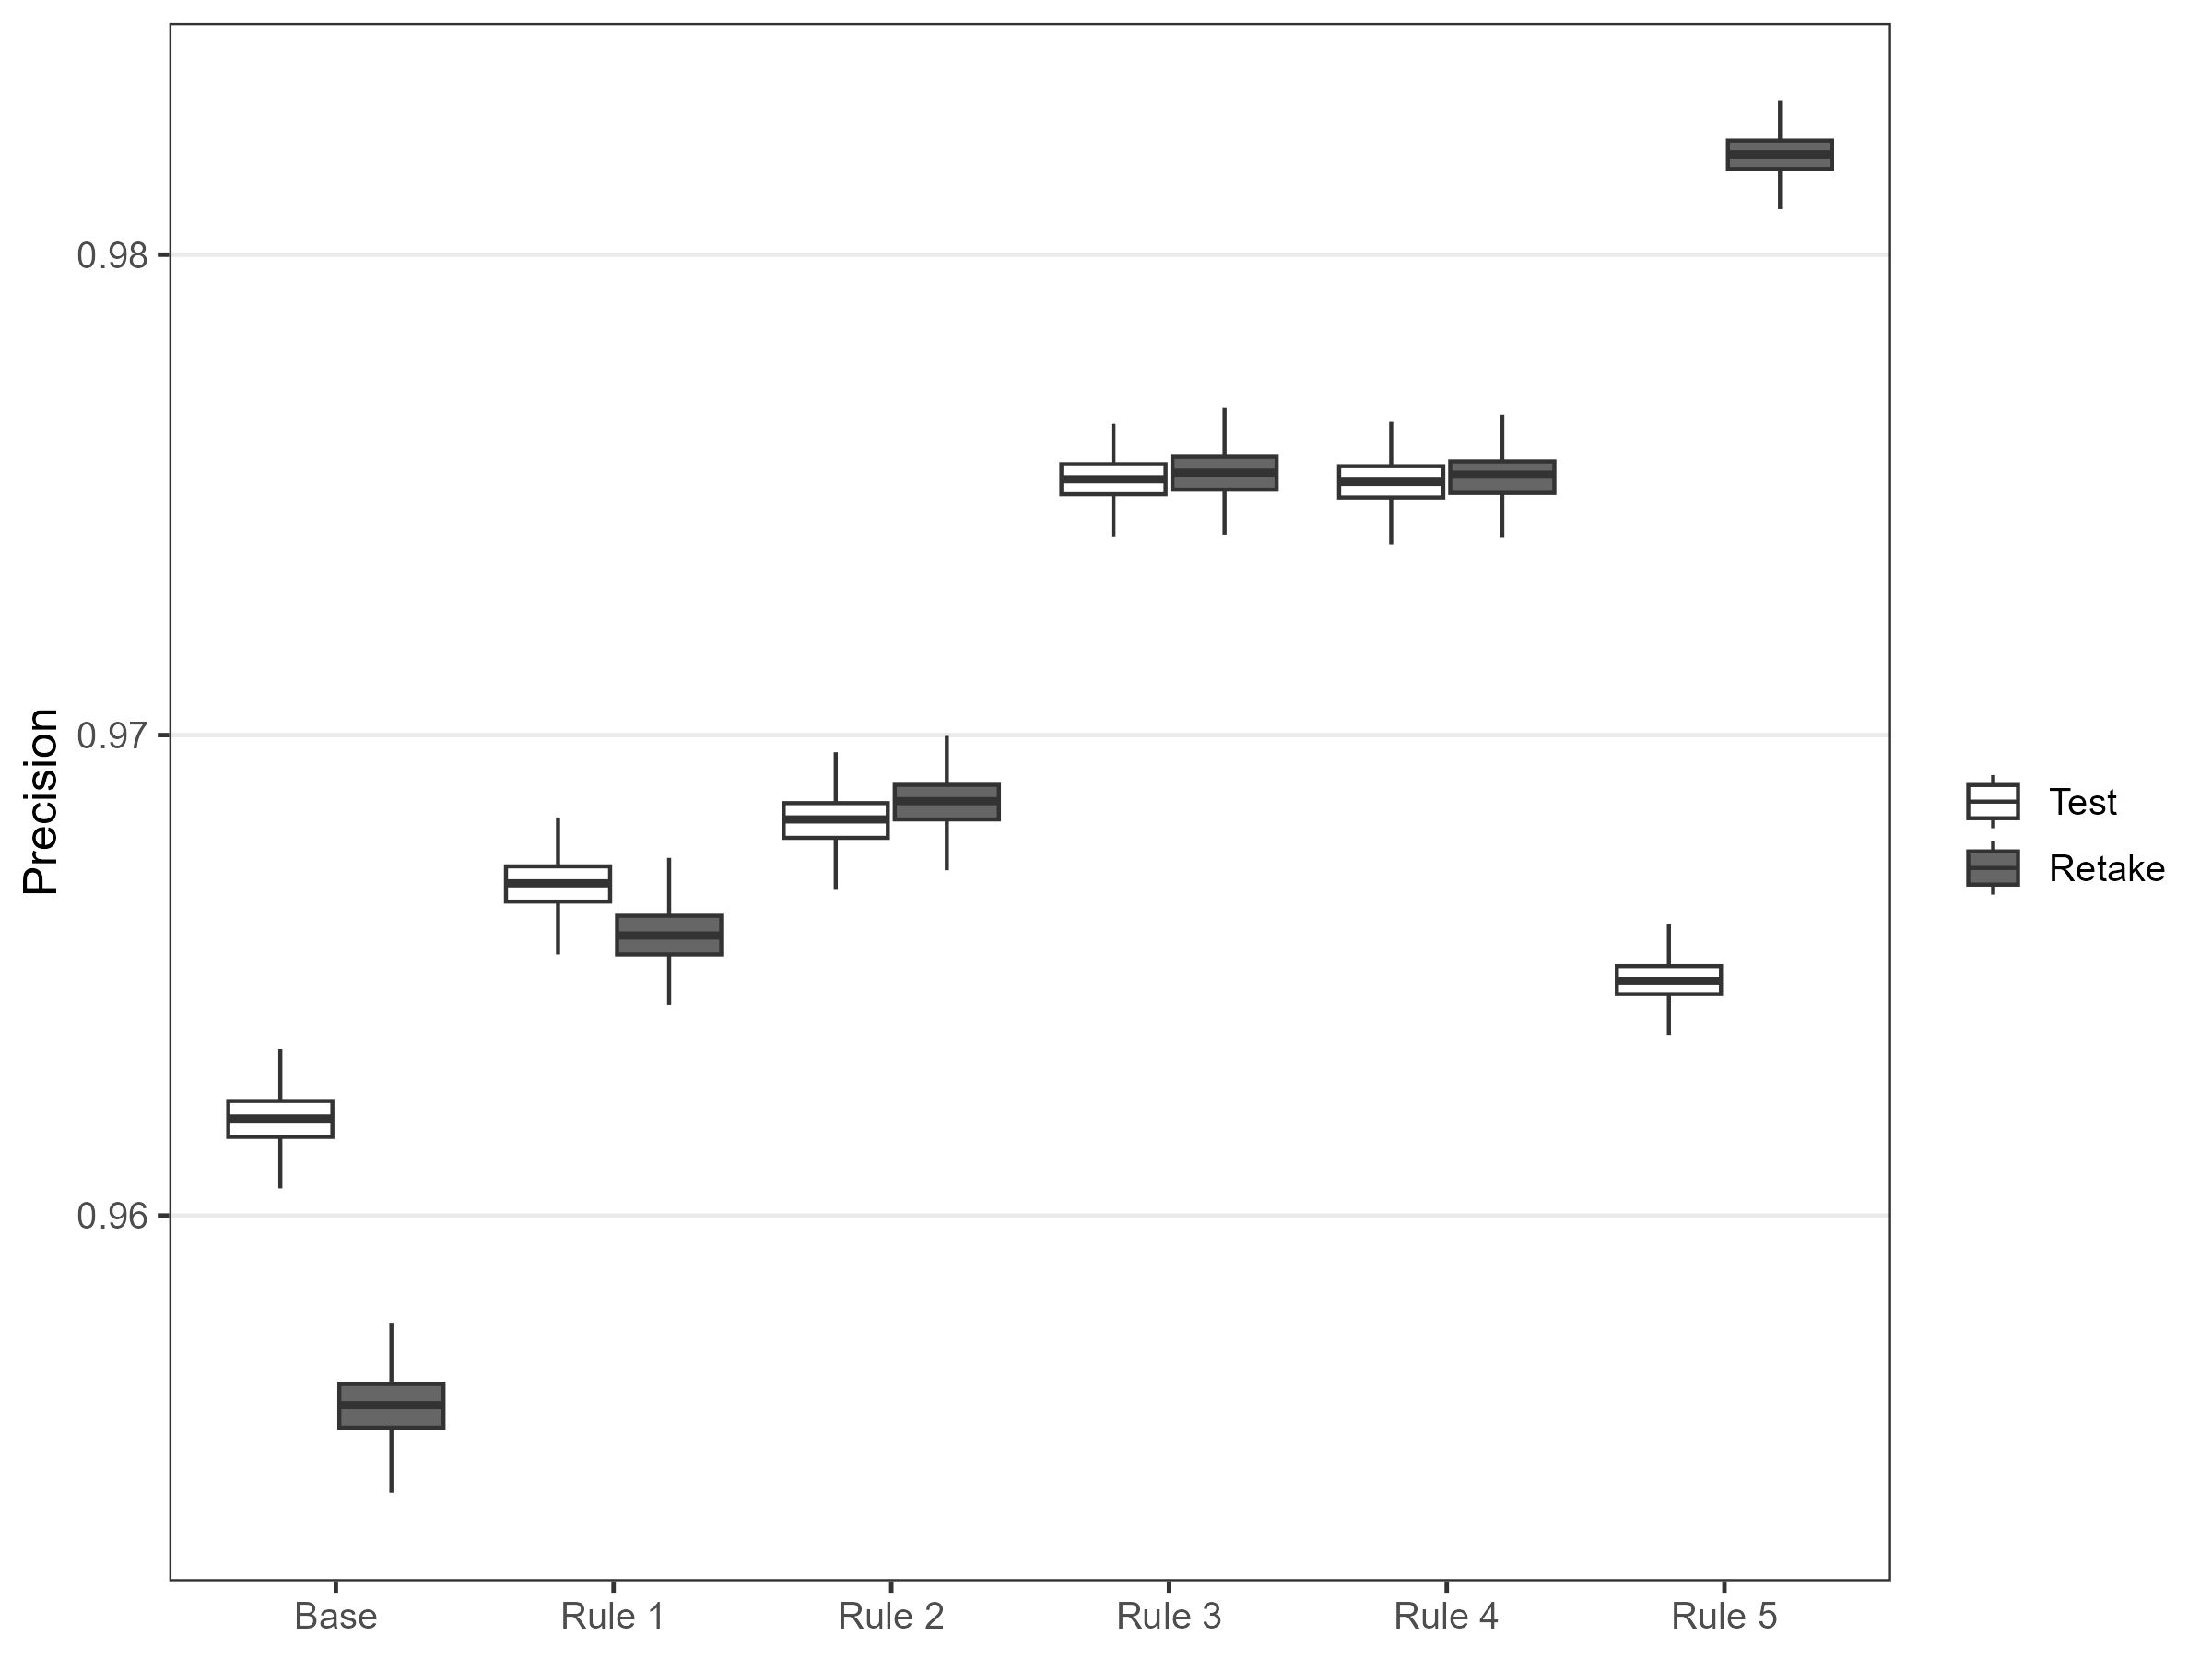 Precision
0.98
0.97
0.96
Base
Rule 1
Rule 2
Rule 3
Rule 4
Rule 5
Test
Retake